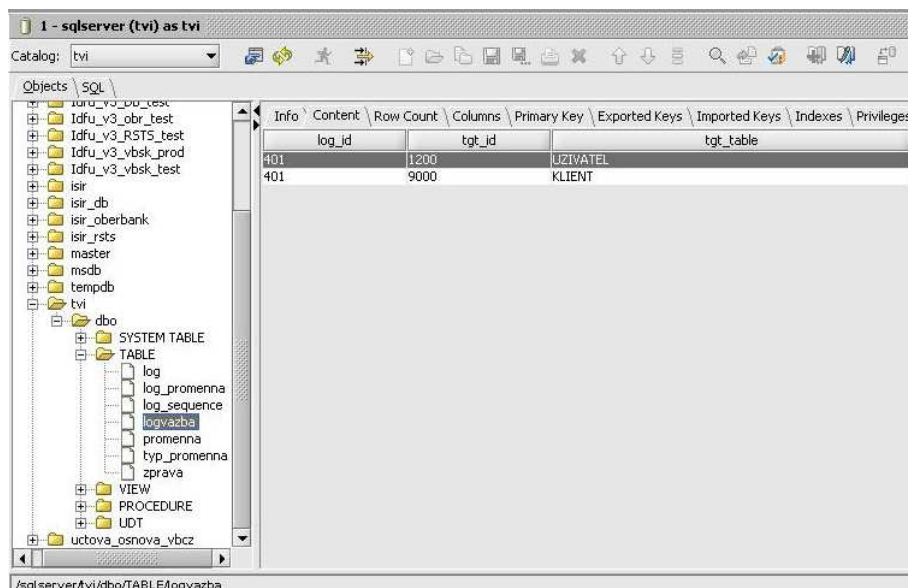 1 - sqlserver (tvi) as tvi
Catalog: tvi
Objects SQL
Info Content Row Count Columns Primary Key Exported Keys Imported Keys Indexes Privileges
log_id tgt_id tgt_table
401 1200 UZIVATEL
401 9000 KLIENT
Idfu_v3_bb_test
Idfu_v3_obr_test
Idfu_v3_RSTS_test
Idfu_v3_vbsk_prod
Idfu_v3_vbsk_test
isir
isir_db
isir_oberbank
isir_rsts
master
msdb
tempdb
tvi
dbo
SYSTEM TABLE
TABLE
log
log_promenna
log_sequence
logvazba
promenna
typ_promenna
zprava
VIEW
PROCEDURE
UDT
uctova_osnova_vbcz
/sqlserver/tvi/dbo/TABLE/logvazba